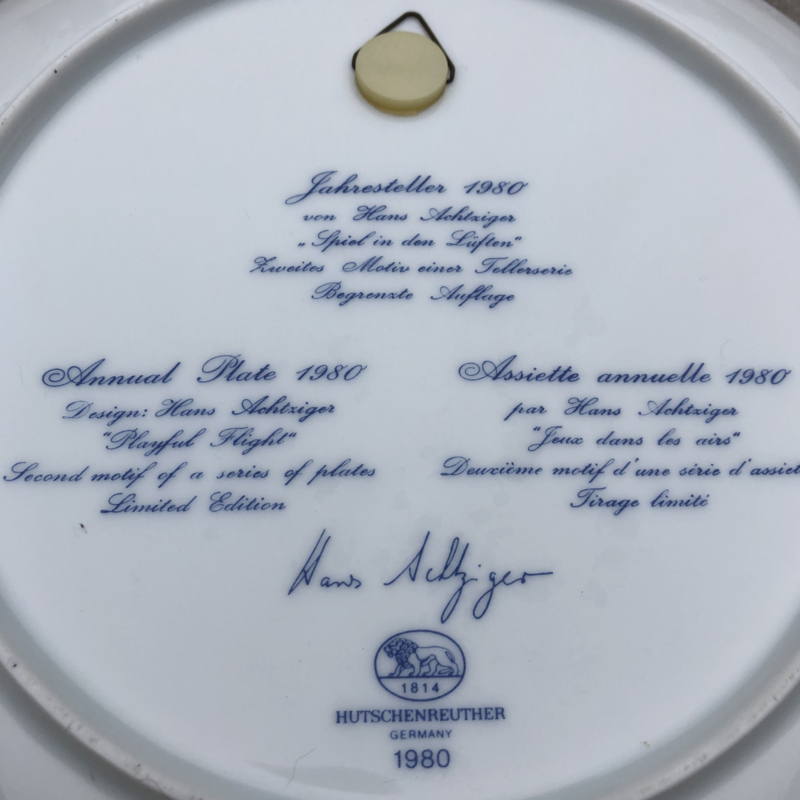 Jahresteller 1980
von Hans Achtziger
„Spiel in den Lüften"
Zweites Motiv einer Tellerserie
Begrenzte Auflage
Annual Plate 1980
Design: Hans Achtziger
"Playful Flight"
Second motif of a series of plates
Limited Edition
Assiette annuelle 1980
par Hans Achtziger
"Jeux dans les airs"
Deuxième motif d'une série d'assiet
Tirage limité
Hans Achtziger
1814
HUTSCHENREUTHER
GERMANY
1980